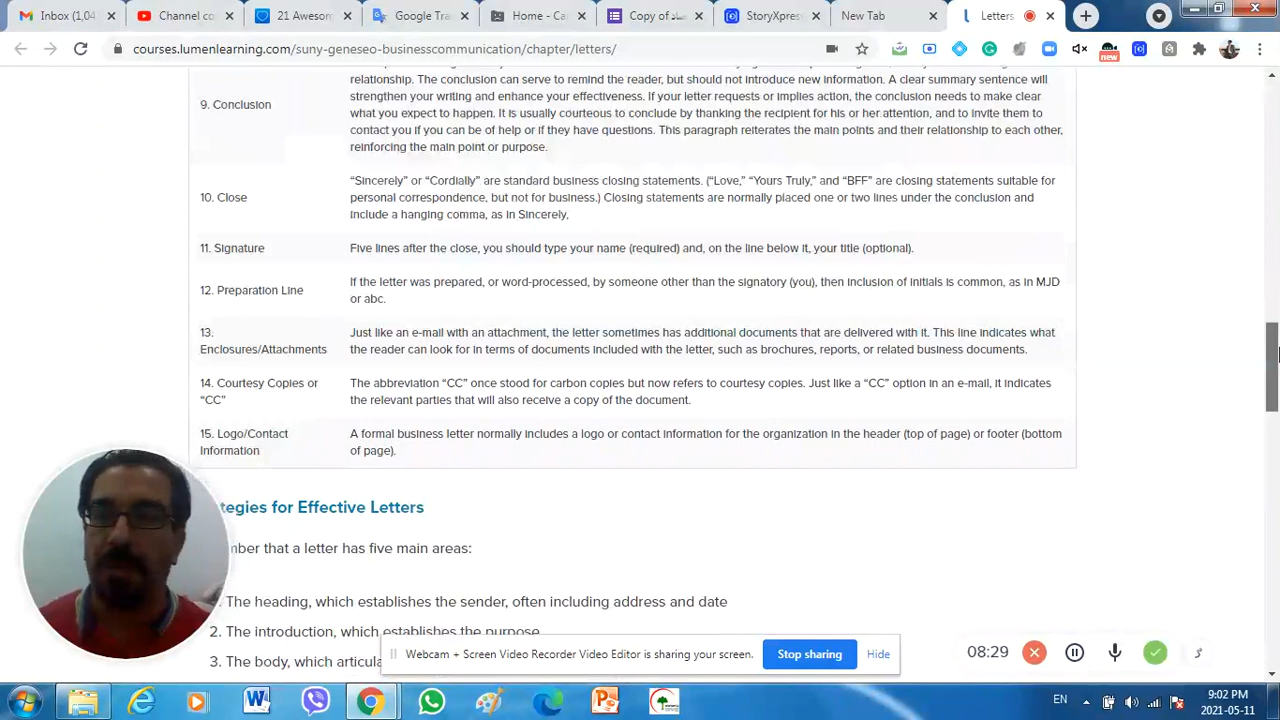 Inbox (1,04
Channel co
21 Awesom
Google Tra
Home - C
Copy of
StoryXpres
New Tab
Letters
courses.lumenlearning.com/suny-geneseo-businesscommunication/chapter/letters/
new
relationship. The conclusion can serve to remind the reader, but should not introduce new information. A clear summary sentence will
9. Conclusion
strengthen your writing and enhance your effectiveness. If your letter requests or implies action, the conclusion needs to make clear
what you expect to happen. It is usually courteous to conclude by thanking the recipient for his or her attention, and to invite them to
contact you if you can be of help or if they have questions. This paragraph reiterates the main points and their relationship to each other,
reinforcing the main point or purpose.
10. Close
“Sincerely” or “Cordially” are standard business closing statements. (“Love,” “Yours Truly,” and “BFF” are closing statements suitable for
personal correspondence, but not for business.) Closing statements are normally placed one or two lines under the conclusion and
include a hanging comma, as in Sincerely,
11. Signature
Five lines after the close, you should type your name (required) and, on the line below it, your title (optional).
12. Preparation Line
If the letter was prepared, or word-processed, by someone other than the signatory (you), then inclusion of initials is common, as in MJD
or abc.
13.
Enclosures/Attachments
Just like an e-mail with an attachment, the letter sometimes has additional documents that are delivered with it. This line indicates what
the reader can look for in terms of documents included with the letter, such as brochures, reports, or related business documents.
14. Courtesy Copies or
“CC”
The abbreviation “CC” once stood for carbon copies but now refers to courtesy copies. Just like a “CC” option in an e-mail, it indicates
the relevant parties that will also receive a copy of the document.
15. Logo/Contact
Information
A formal business letter normally includes a logo or contact information for the organization in the header (top of page) or footer (bottom
of page).
tegies for Effective Letters
mber that a letter has five main areas:
The heading, which establishes the sender, often including address and date
2. The introduction, which establishes the purpose
3. The body, which articula
Webcam + Screen Video Recorder Video Editor is sharing your screen.
Stop sharing
Hide
08:29
EN
9:02 PM
2021-05-11